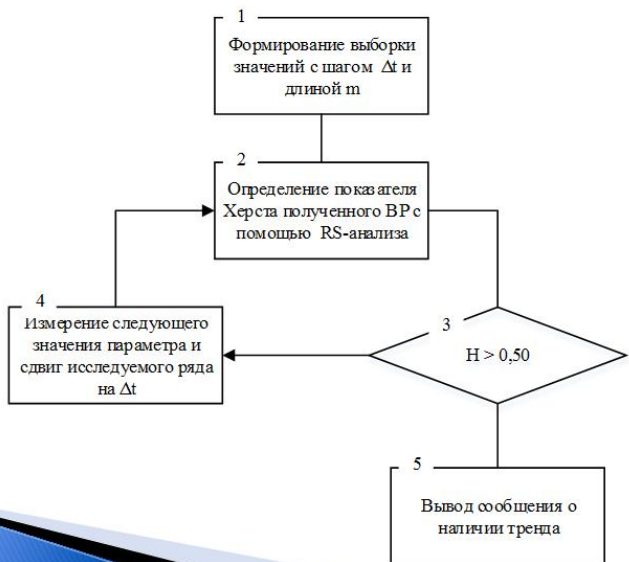 1
Формирование выборки
значений с шагом Δt и
длиной m
2
Определение показателя
Херста полученного ВР с
помощью RS-анализа
4
Измерение следующего
значения параметра и
сдвиг исследуемого ряда
на Δt
3
H > 0,50
5
Вывод сообщения о
наличии тренда